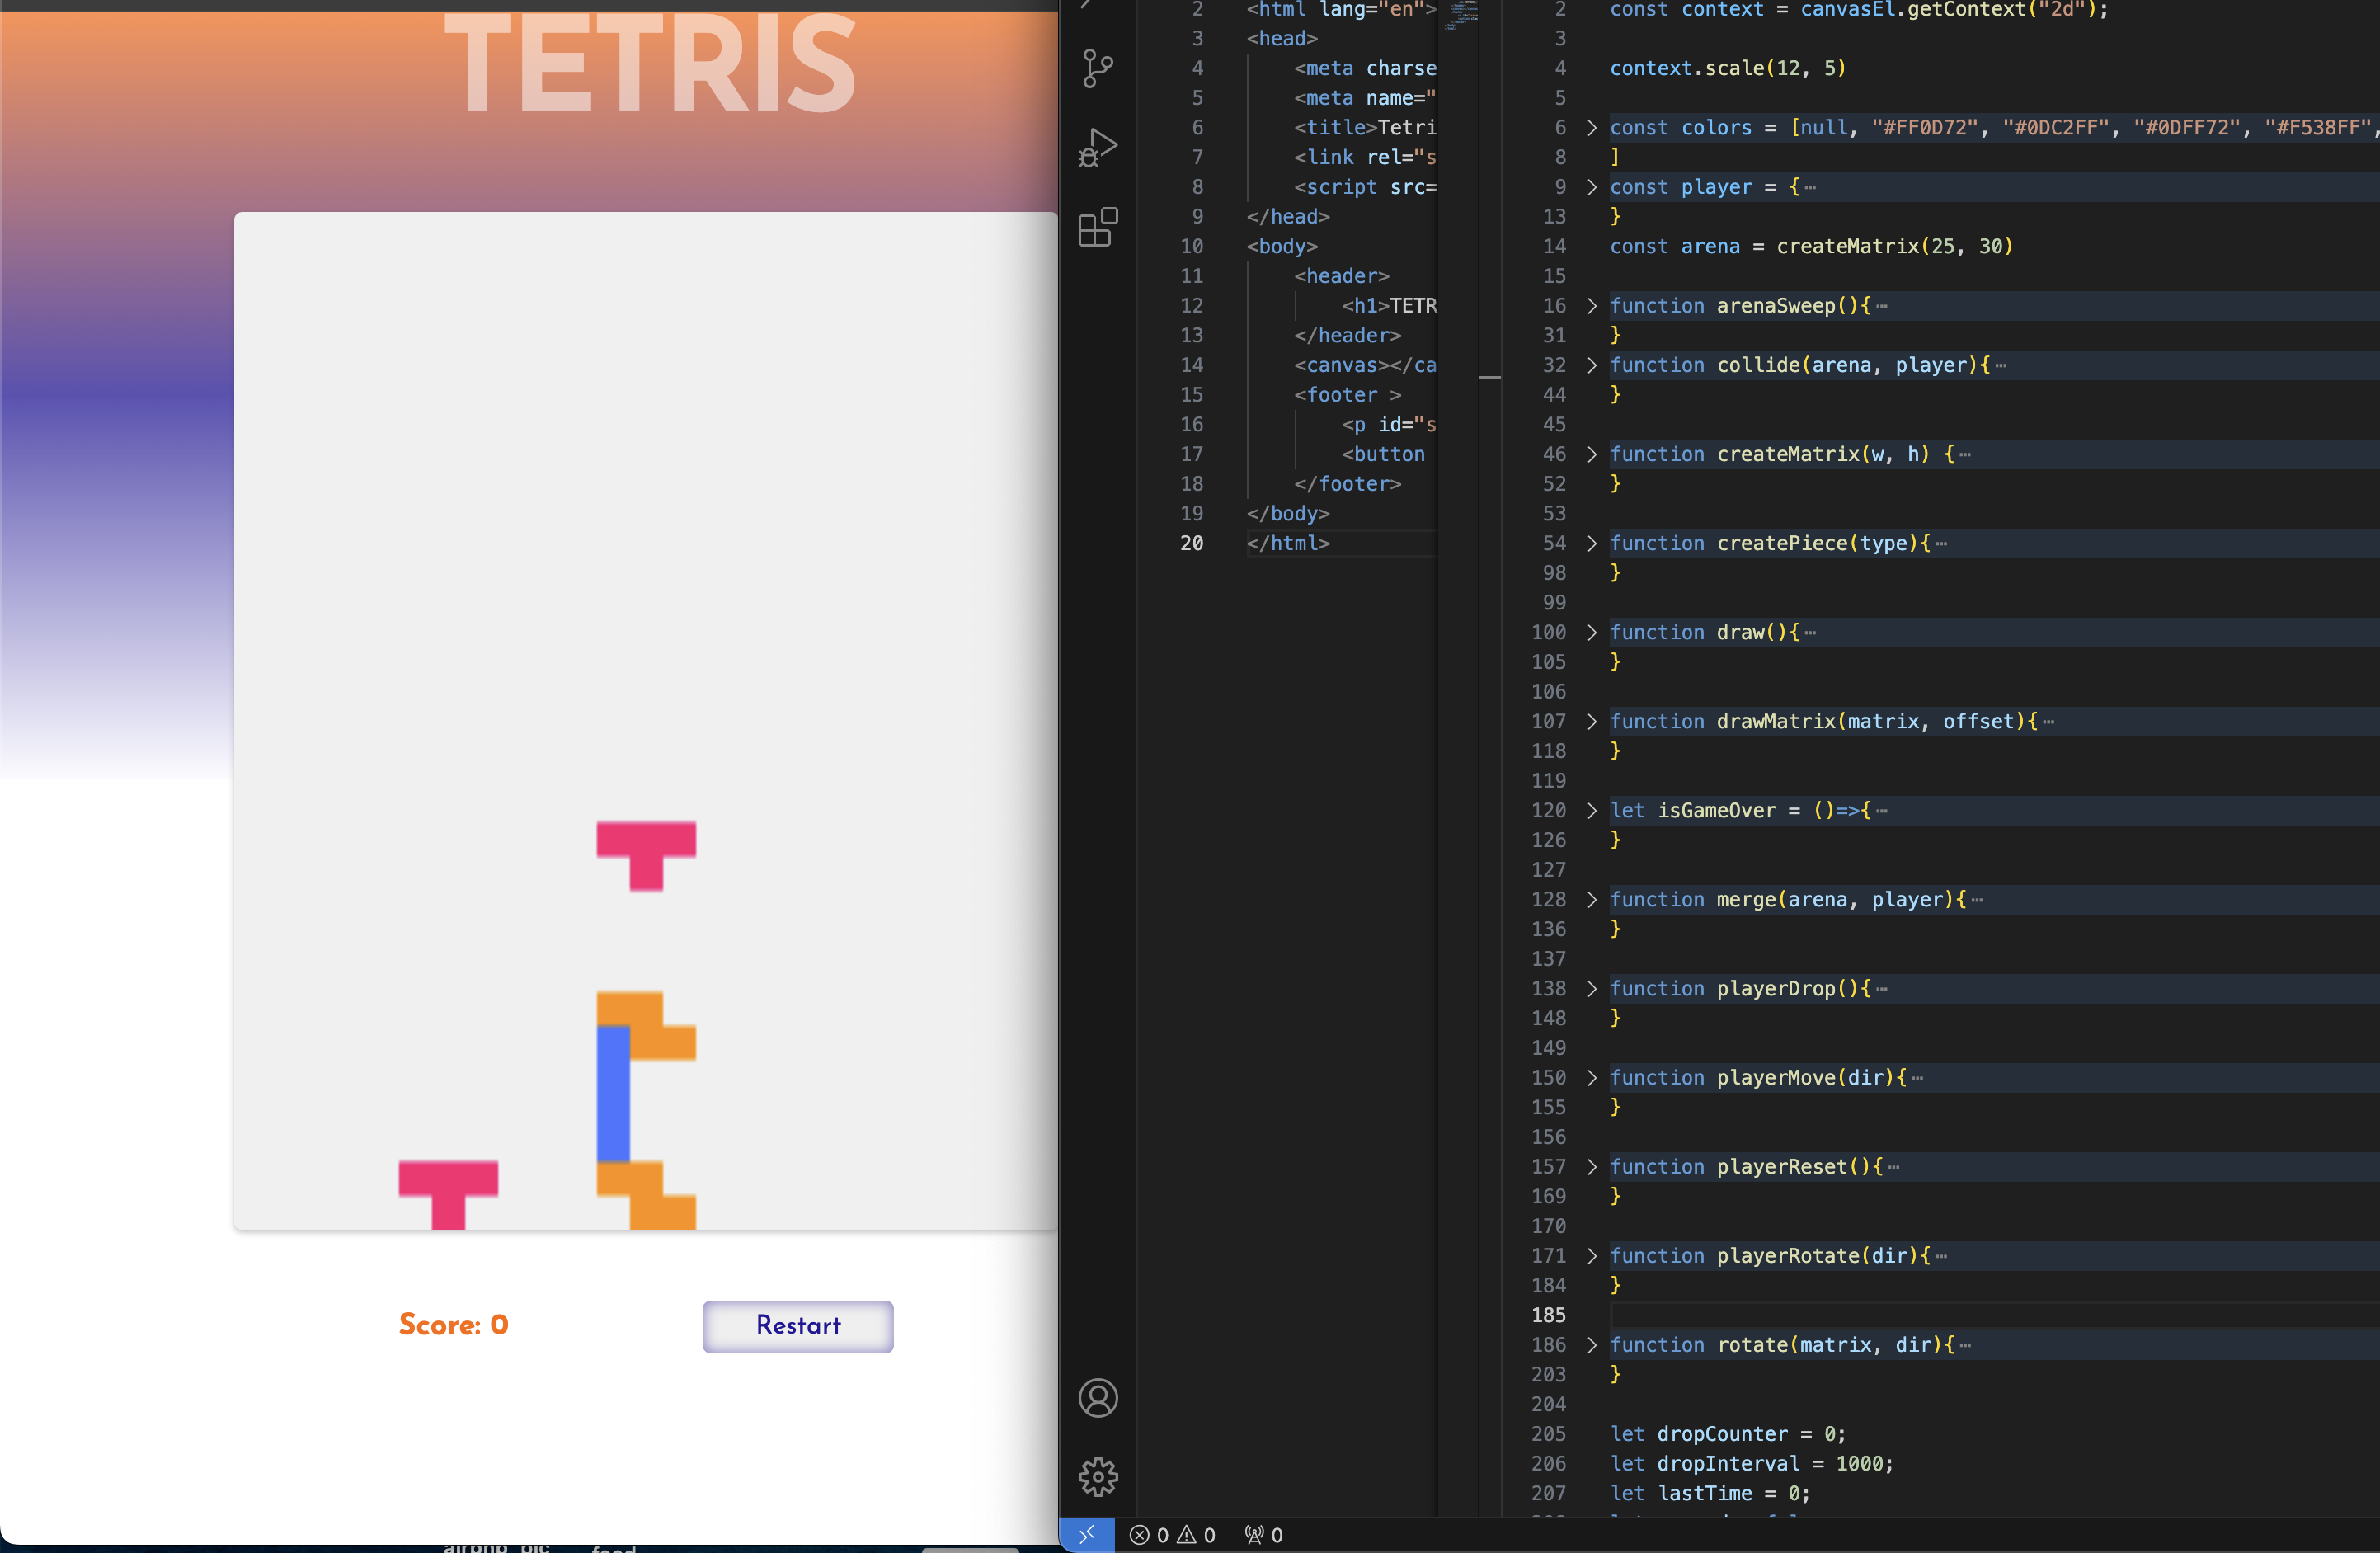 TETRIS
Score: 0
Restart
2 <html lang="en">
3 <head>
4 <meta charse
5 <meta name="
6 <title>Tetri
7 <link rel="s
8 <script src=
9 </head>
10 <body>
11 <header>
12 <h1>TETR
13 </header>
14 <canvas></ca
15 <footer >
16 <p id="s
17 <button
18 </footer>
19 </body>
20 </html>
2 const context = canvasEl.getContext("2d");
3
4 context.scale(12, 5)
5
6 const colors = [null, "#FF0D72", "#0DC2FF", "#0DFF72", "#F538FF",
8 ]
9 const player = {⋯
13 }
14 const arena = createMatrix(25, 30)
15
16 function arenaSweep(){⋯
31 }
32 function collide(arena, player){⋯
44 }
45
46 function createMatrix(w, h) {⋯
52 }
53
54 function createPiece(type){⋯
98 }
99
100 function draw(){⋯
105 }
106
107 function drawMatrix(matrix, offset){⋯
118 }
119
120 let isGameOver = ()=>{⋯
126 }
127
128 function merge(arena, player){⋯
136 }
137
138 function playerDrop(){⋯
148 }
149
150 function playerMove(dir){⋯
155 }
156
157 function playerReset(){⋯
169 }
170
171 function playerRotate(dir){⋯
184 }
185
186 function rotate(matrix, dir){⋯
203 }
204
205 let dropCounter = 0;
206 let dropInterval = 1000;
207 let lastTime = 0;
0 0 0